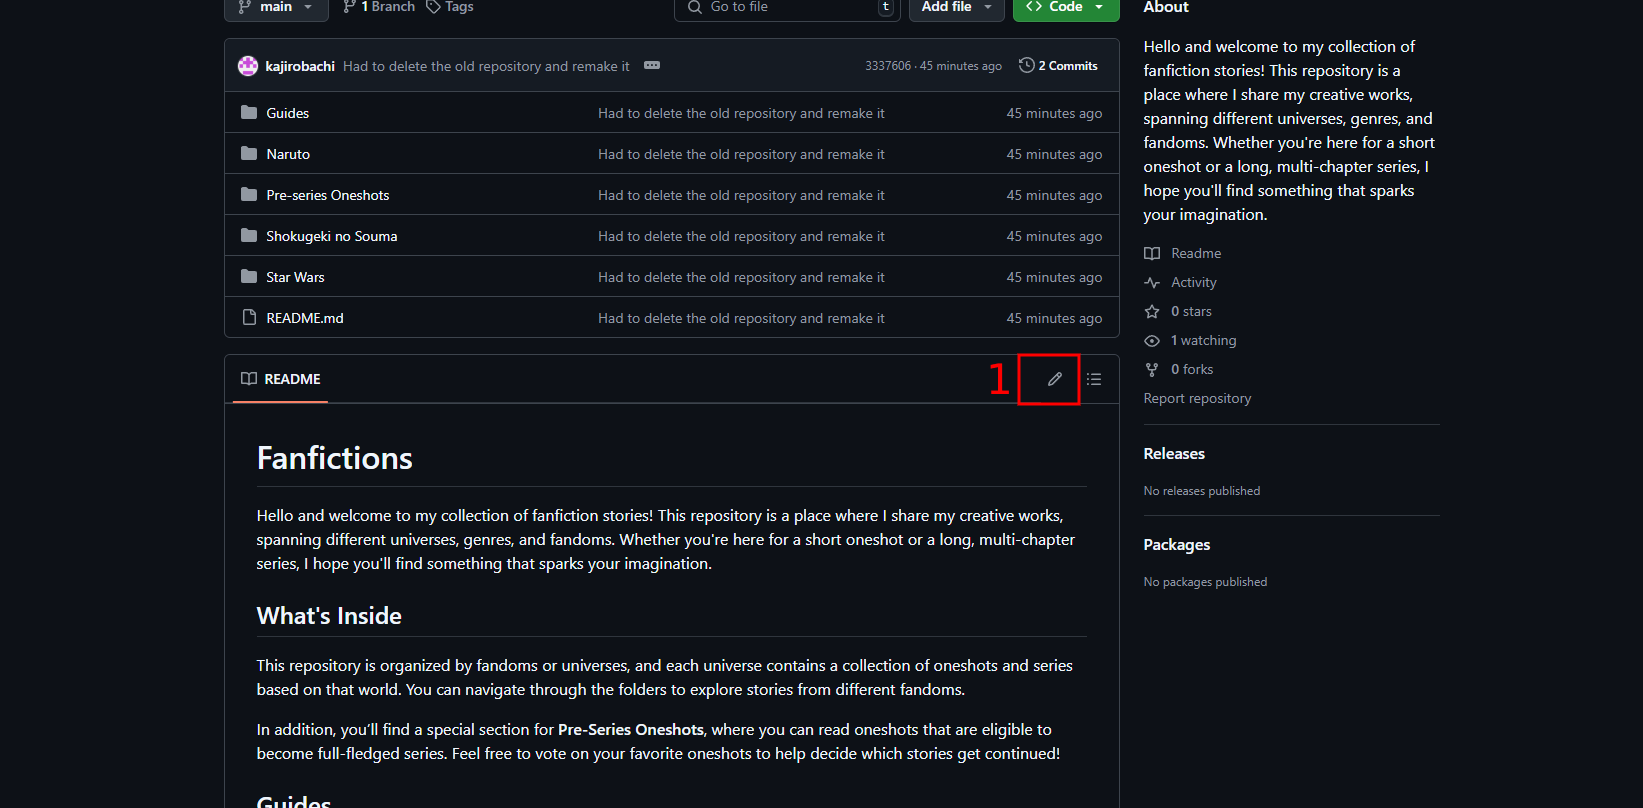 main
1 Branch
Tags
Go to file
t
Add file
Code
kajirobachi Had to delete the old repository and remake it
3337606 · 45 minutes ago
2 Commits
Guides Had to delete the old repository and remake it 45 minutes ago
Naruto Had to delete the old repository and remake it 45 minutes ago
Pre-series Oneshots Had to delete the old repository and remake it 45 minutes ago
Shokugeki no Souma Had to delete the old repository and remake it 45 minutes ago
Star Wars Had to delete the old repository and remake it 45 minutes ago
README.md Had to delete the old repository and remake it 45 minutes ago
README
1
Fanfictions
Hello and welcome to my collection of fanfiction stories! This repository is a place where I share my creative works,
spanning different universes, genres, and fandoms. Whether you're here for a short oneshot or a long, multi-chapter
series, I hope you'll find something that sparks your imagination.
What's Inside
This repository is organized by fandoms or universes, and each universe contains a collection of oneshots and series
based on that world. You can navigate through the folders to explore stories from different fandoms.
In addition, you’ll find a special section for Pre-Series Oneshots, where you can read oneshots that are eligible to
become full-fledged series. Feel free to vote on your favorite oneshots to help decide which stories get continued!
Guides
About
Hello and welcome to my collection of
fanfiction stories! This repository is a
place where I share my creative works,
spanning different universes, genres, and
fandoms. Whether you're here for a short
oneshot or a long, multi-chapter series, I
hope you'll find something that sparks
your imagination.
Readme
Activity
0 stars
1 watching
0 forks
Report repository
Releases
No releases published
Packages
No packages published